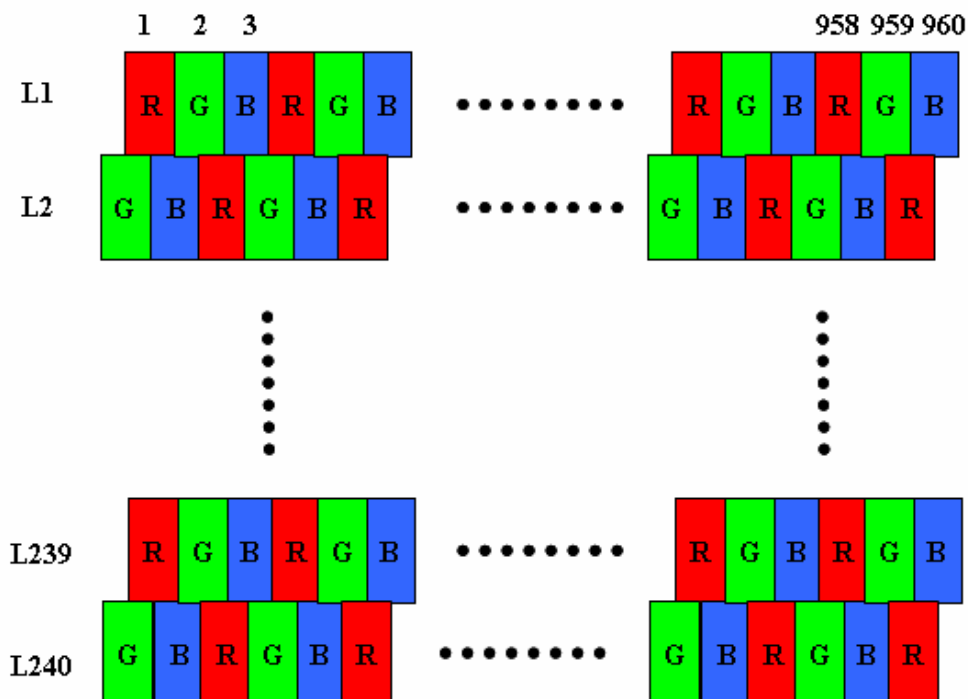 1 2 3 958 959 960
L1 R G B R G B R G B R G B
L2 G B R G B R G B R G B R
L239 R G B R G B R G B R G B
L240 G B R G B R G B R G B R